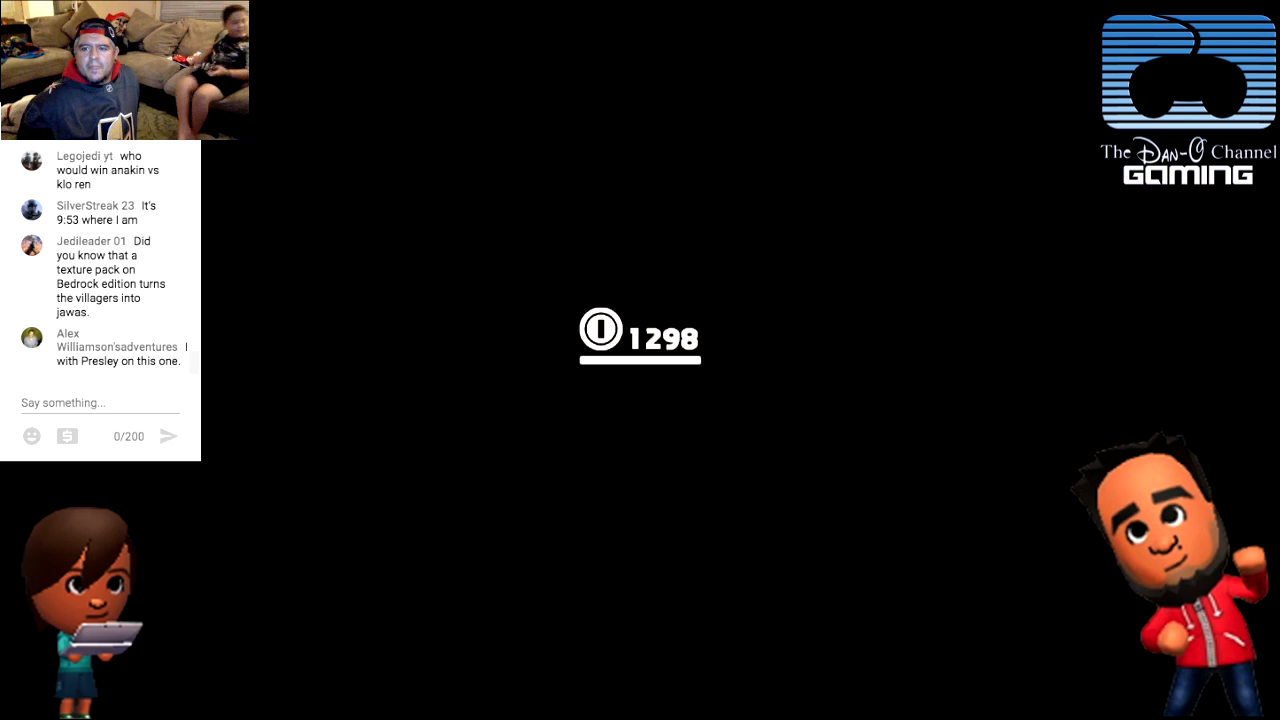 Legojedi yt who
would win anakin vs
klo ren
SilverStreak 23 It's
9:53 where I am
Jedileader 01 Did
you know that a
texture pack on
Bedrock edition turns
the villagers into
jawas.
Alex
Williamson'sadventures I
with Presley on this one.
Say something...
0/200
1298
The Dan-O Channel
GAMING